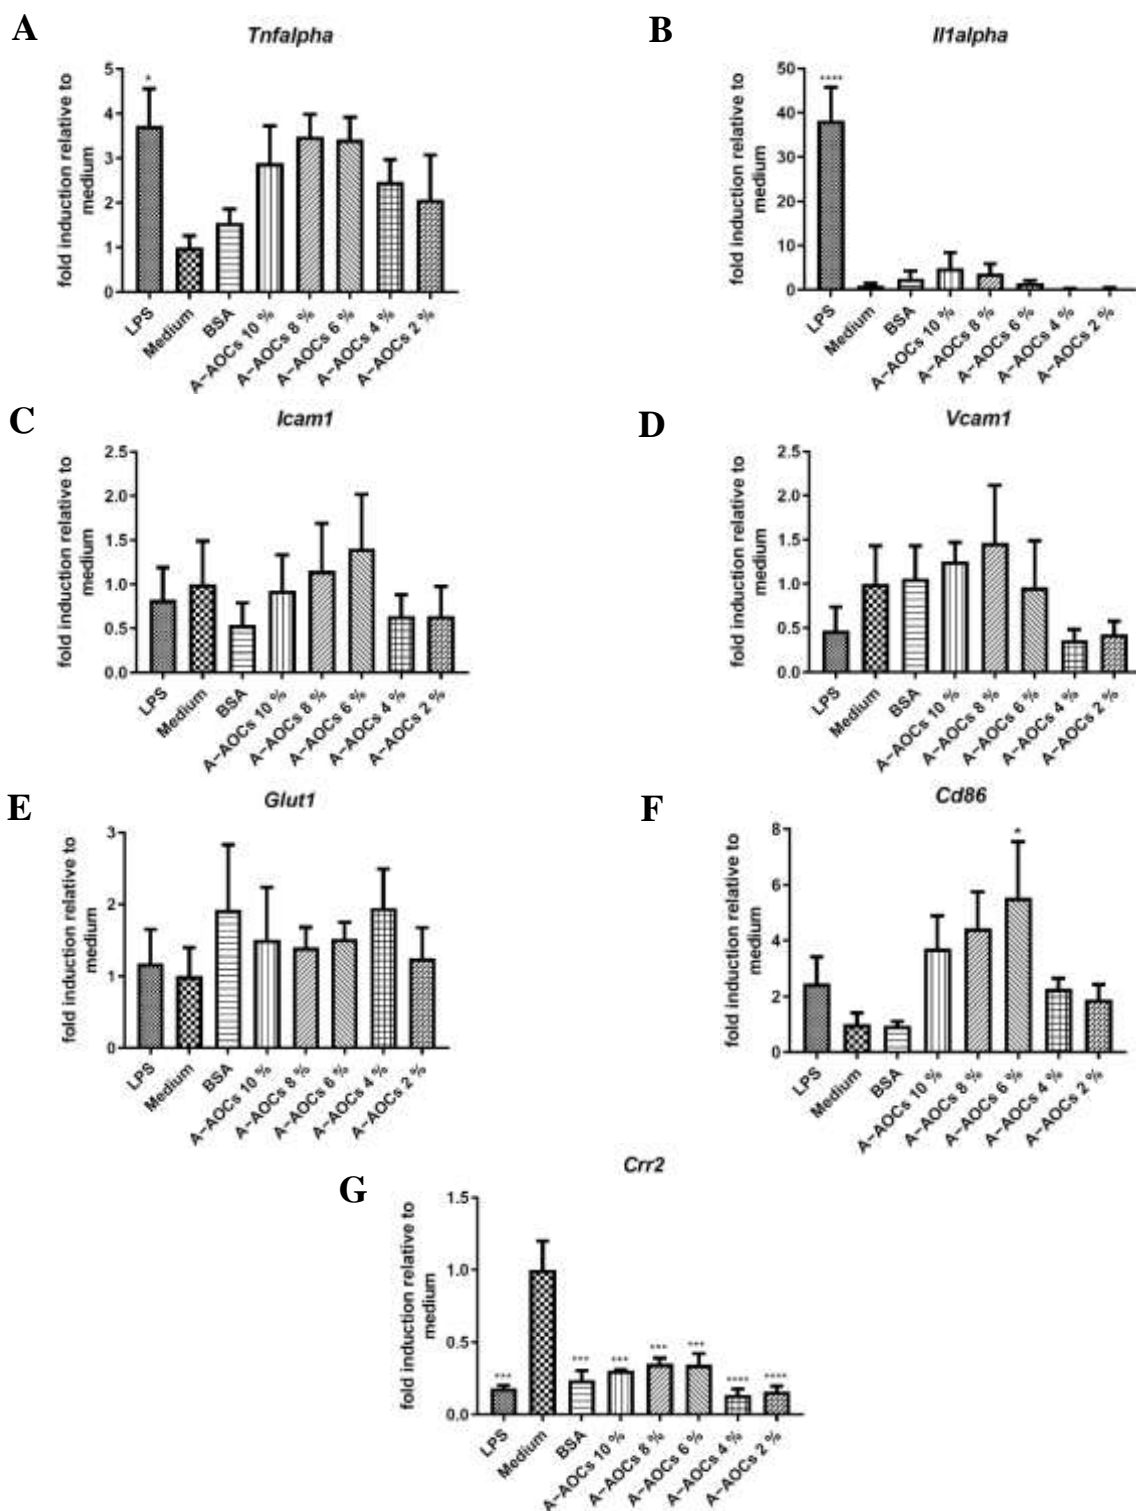 A
Tnfalpha
fold induction relative to
medium
5
4
3
2
1
0
*
LPS
Medium
BSA
A-AOCs 10 %
A-AOCs 8 %
A-AOCs 6 %
A-AOCs 4 %
A-AOCs 2 %
B
Il1alpha
fold induction relative to
medium
50
40
30
20
10
0
****
LPS
Medium
BSA
A-AOCs 10 %
A-AOCs 8 %
A-AOCs 6 %
A-AOCs 4 %
A-AOCs 2 %
C
Icam1
fold induction relative to
medium
2.5
2.0
1.5
1.0
0.5
0.0
LPS
Medium
BSA
A-AOCs 10 %
A-AOCs 8 %
A-AOCs 6 %
A-AOCs 4 %
A-AOCs 2 %
D
Vcam1
fold induction relative to
medium
2.5
2.0
1.5
1.0
0.5
0.0
LPS
Medium
BSA
A-AOCs 10 %
A-AOCs 8 %
A-AOCs 6 %
A-AOCs 4 %
A-AOCs 2 %
E
Glut1
fold induction relative to
medium
3
2
1
0
LPS
Medium
BSA
A-AOCs 10 %
A-AOCs 8 %
A-AOCs 6 %
A-AOCs 4 %
A-AOCs 2 %
F
Cd86
fold induction relative to
medium
8
6
4
2
0
*
LPS
Medium
BSA
A-AOCs 10 %
A-AOCs 8 %
A-AOCs 6 %
A-AOCs 4 %
A-AOCs 2 %
G
Crr2
fold induction relative to
medium
1.5
1.0
0.5
0.0
*** *** *** *** *** **** ****
LPS
Medium
BSA
A-AOCs 10 %
A-AOCs 8 %
A-AOCs 6 %
A-AOCs 4 %
A-AOCs 2 %